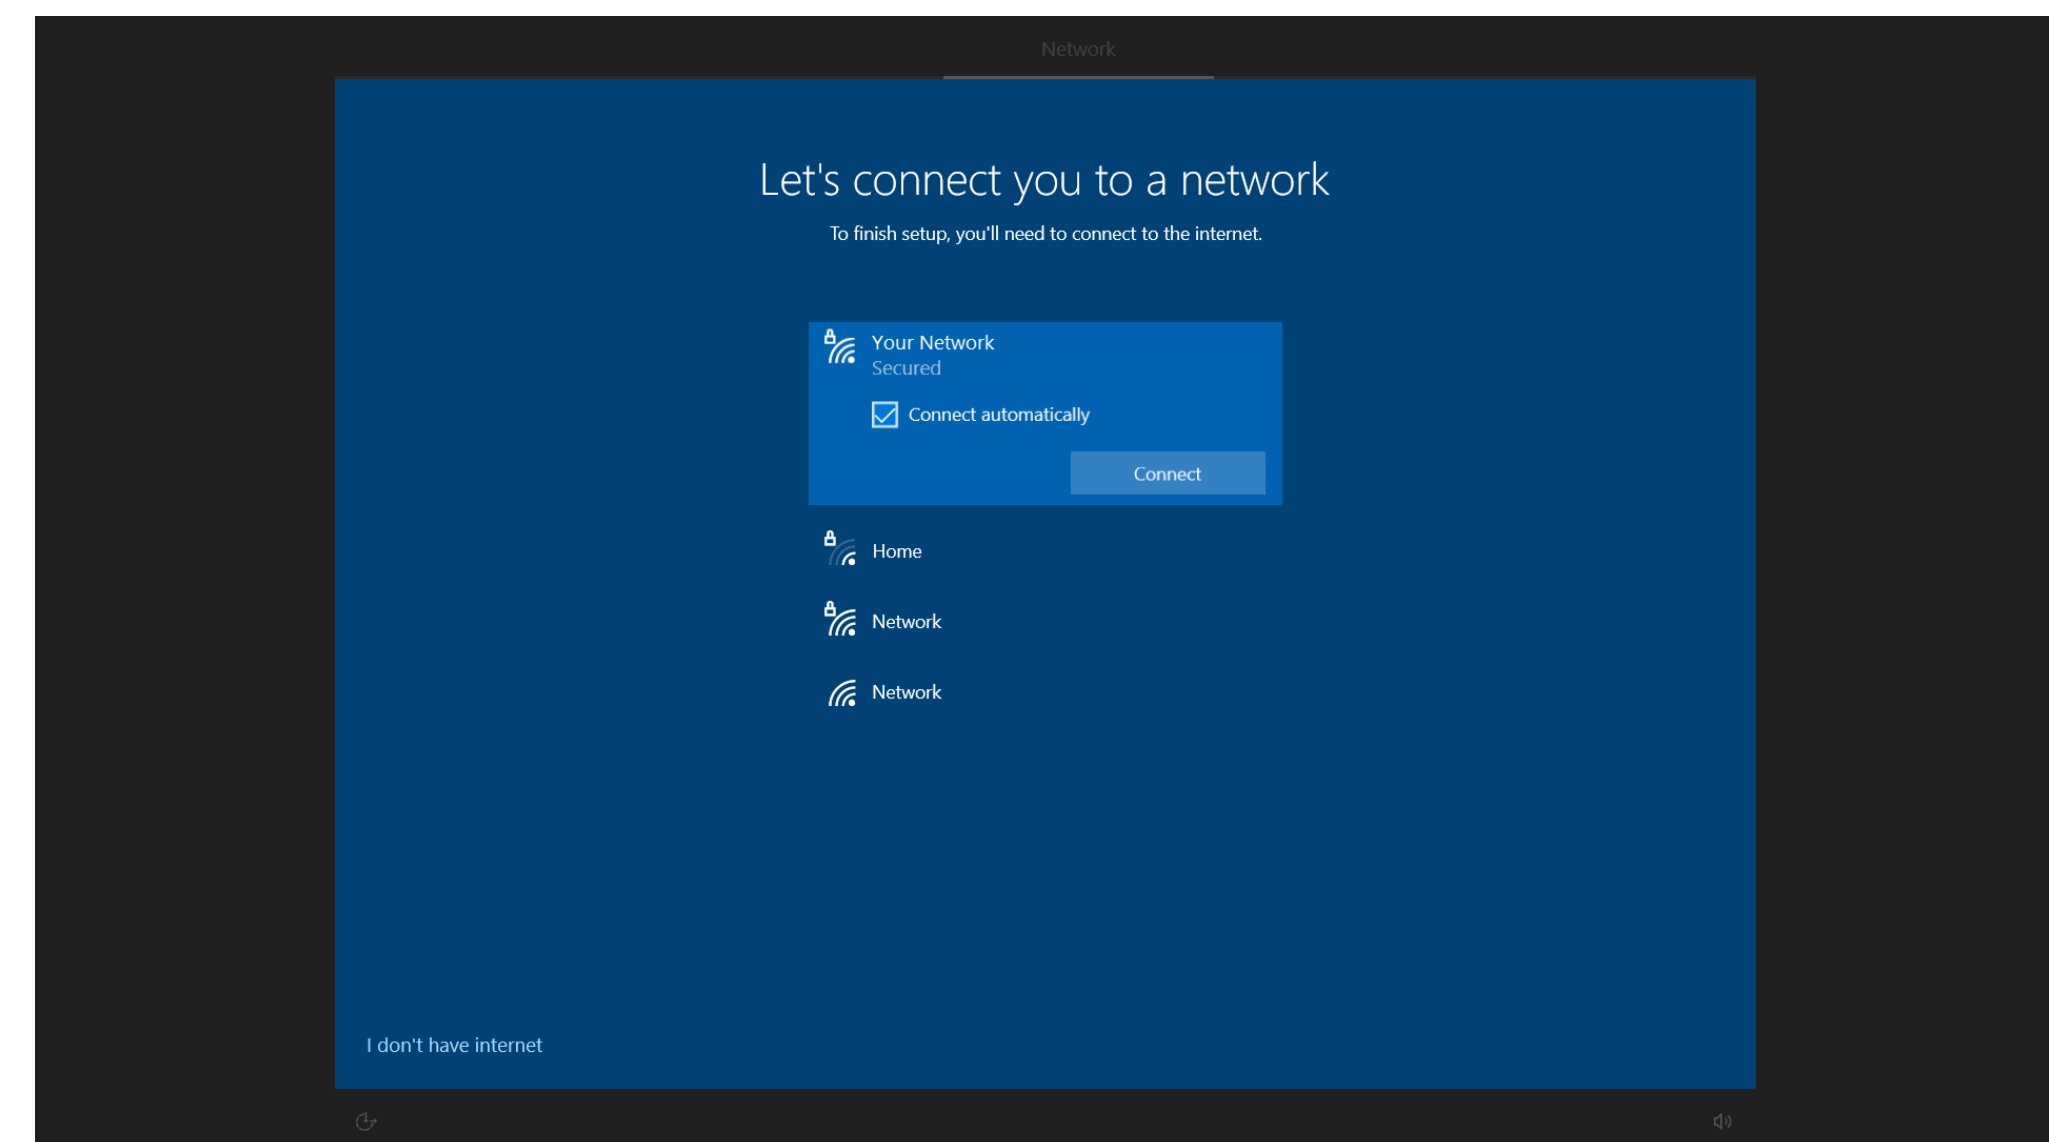 Network
Let's connect you to a network
To finish setup, you'll need to connect to the internet.
Your Network
Secured
Connect automatically
Connect
Home
Network
Network
I don't have internet